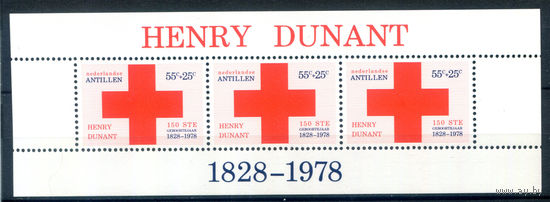 HENRY DUNANT
nederlandse 55c+25c
ANTILLEN
HENRY 150 STE
DUNANT GEBOORTEJAAR
1828-1978
nederlandse 55c+25c
ANTILLEN
HENRY 150 STE
DUNANT GEBOORTEJAAR
1828-1978
nederlandse 55c+25c
ANTILLEN
HENRY 150 STE
DUNANT GEBOORTEJAAR
1828-1978
1828-1978